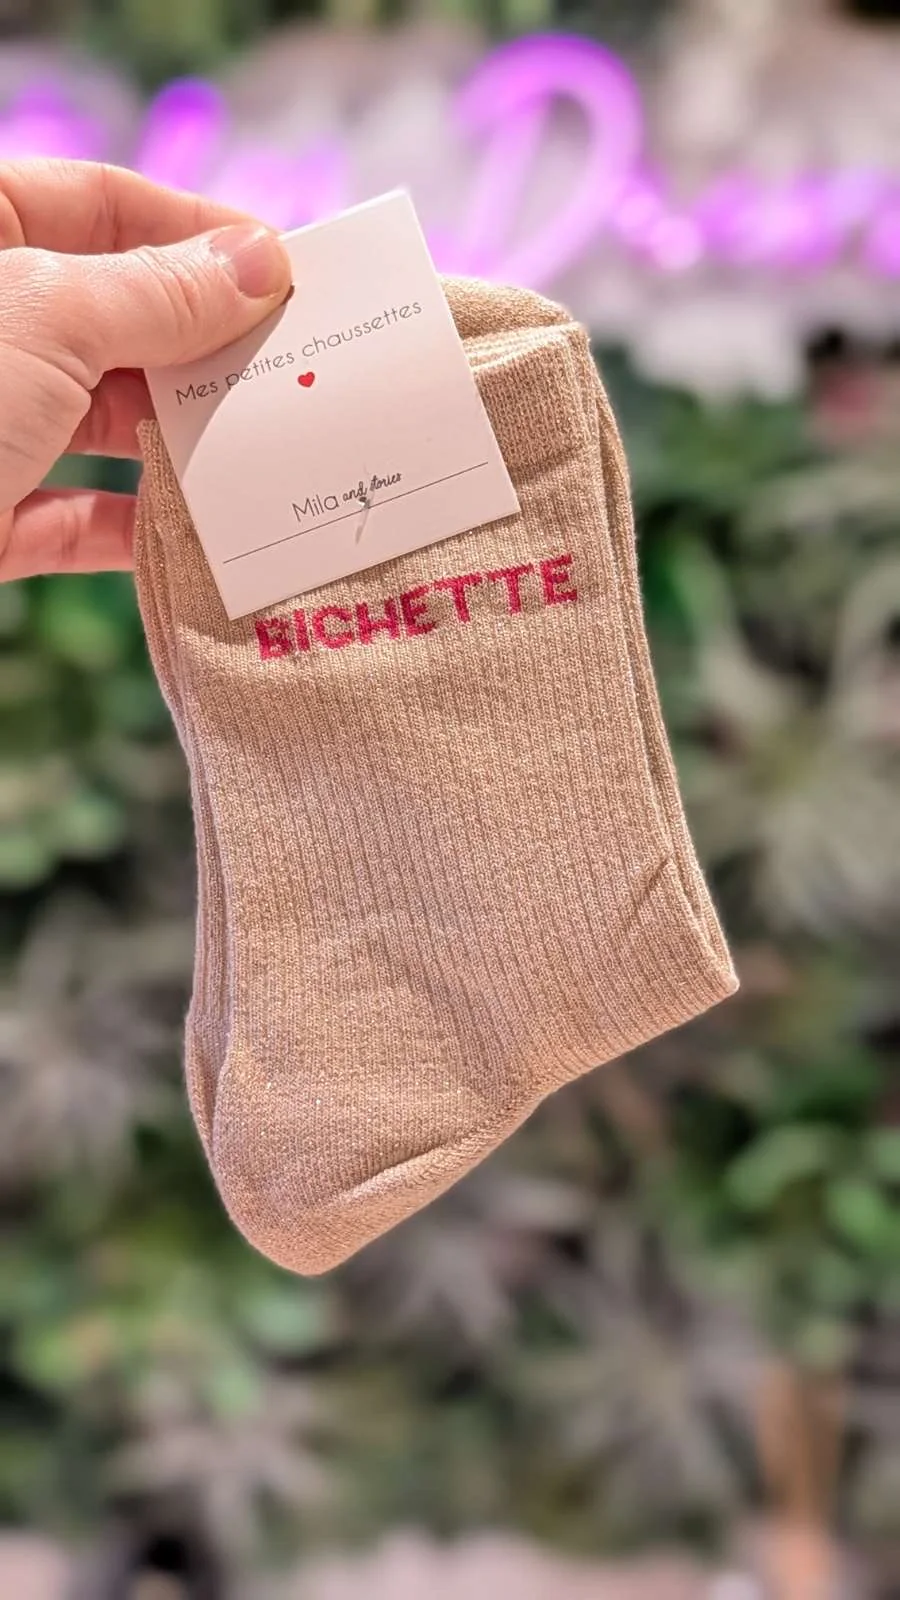 Mes petites chaussettes
Mila and stories
BICHETTE